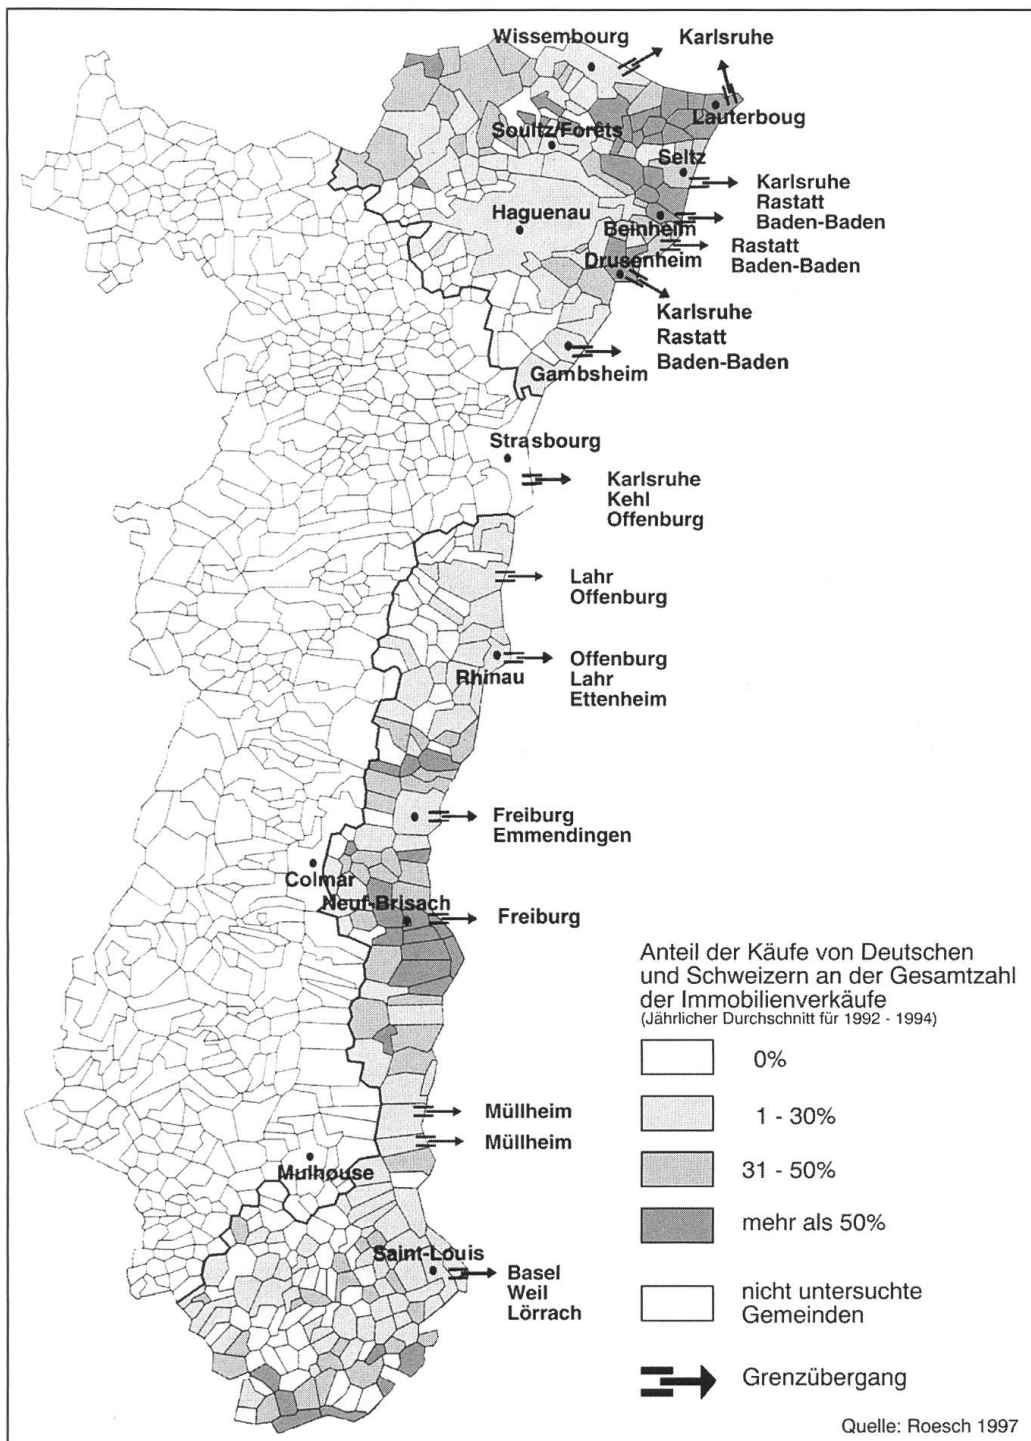 Wissembourg
Karlsruhe
Lauterboug
Soultz/Forêts
Seltz
Karlsruhe
Rastatt
Baden-Baden
Haguenau
Beinheim
Rastatt
Baden-Baden
Drusenheim
Karlsruhe
Rastatt
Baden-Baden
Gambsheim
Strasbourg
Karlsruhe
Kehl
Offenburg
Lahr
Offenburg
Rhinau
Offenburg
Lahr
Ettenheim
Freiburg
Emmendingen
Colmar
Neuf-Brisach
Freiburg
Anteil der Käufe von Deutschen
und Schweizern an der Gesamtzahl
der Immobilienverkäufe
(Jährlicher Durchschnitt für 1992 - 1994)
0%
1 - 30%
31 - 50%
mehr als 50%
nicht untersuchte
Gemeinden
Grenzübergang
Müllheim
Müllheim
Mulhouse
Saint-Louis
Basel
Weil
Lörrach
Quelle: Roesch 1997